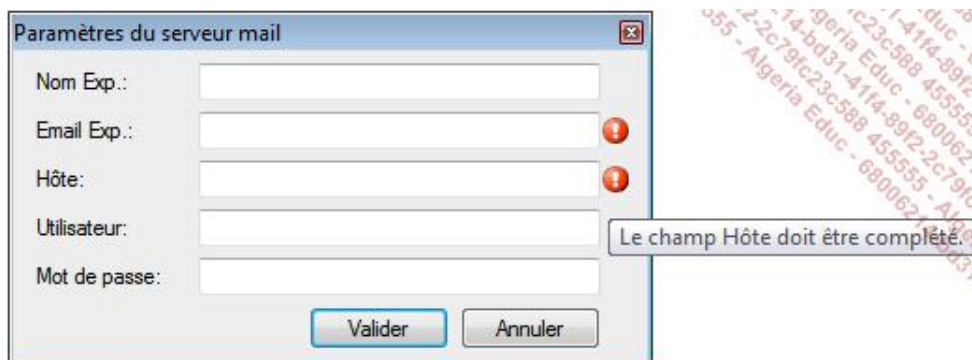 Paramètres du serveur mail
Nom Exp.:
Email Exp.:
Hôte:
Utilisateur:
Le champ Hôte doit être complété.
Mot de passe:
Valider
Annuler